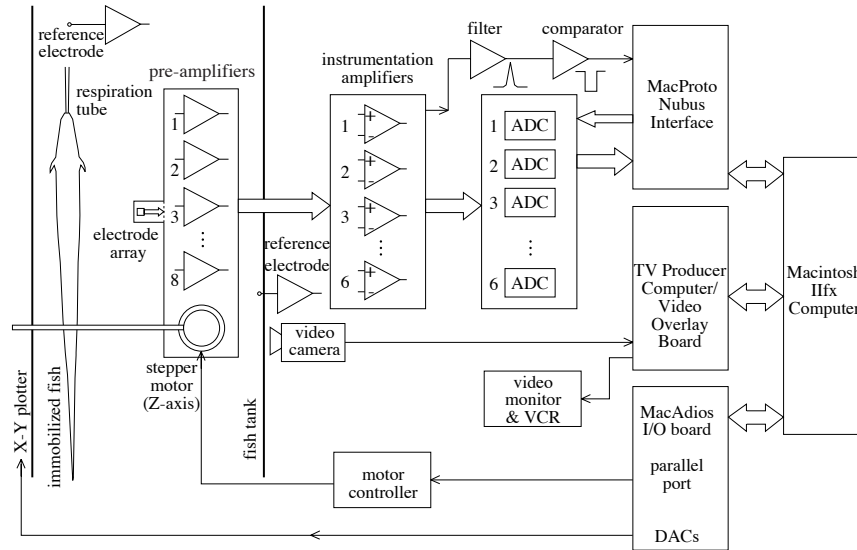 reference
electrode
respiration
tube
pre-amplifiers
1
2
3
⋮
8
electrode
array
stepper
motor
(Z-axis)
X-Y plotter
immobilized fish
fish tank
instrumentation
amplifiers
1
2
3
⋮
6
reference
electrode
video
camera
filter
comparator
1 ADC
2 ADC
3 ADC
⋮
6 ADC
video
monitor
& VCR
motor
controller
MacProto
Nubus
Interface
TV Producer
Computer/
Video
Overlay
Board
MacAdios
I/O board
parallel
port
DACs
Macintosh
IIfx
Computer